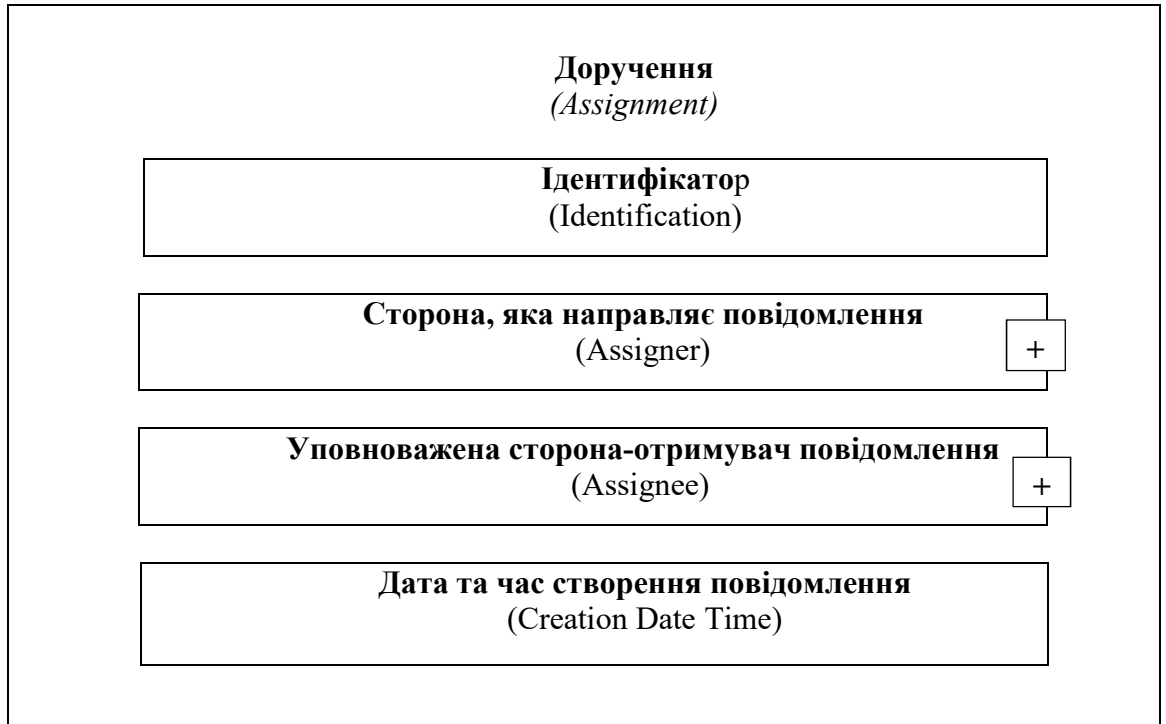 Доручення
(Assignment)
Ідентифікатор
(Identification)
Сторона, яка направляє повідомлення
(Assigner)
+
Уповноважена сторона-отримувач повідомлення
(Assignee)
+
Дата та час створення повідомлення
(Creation Date Time)